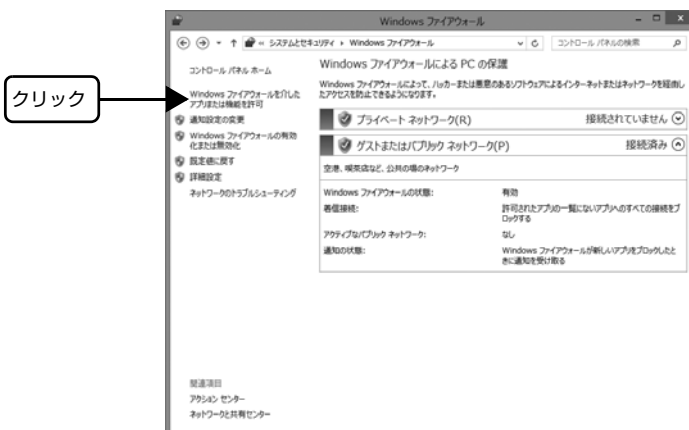 Windows ファイアウォール
« システムとセキュリティ ▸ Windows ファイアウォール
コントロール パネルの検索
コントロール パネル ホーム
Windows ファイアウォールを介した
アプリまたは機能を許可
通知設定の変更
Windows ファイアウォールの有効
化または無効化
既定値に戻す
詳細設定
ネットワークのトラブルシューティング
クリック
Windows ファイアウォールによる PC の保護
Windows ファイアウォールによって、ハッカーまたは悪意のあるソフトウェアによるインターネットまたはネットワークを経由し
たアクセスを防止できるようになります。
プライベート ネットワーク(R) 接続されていません
ゲストまたはパブリック ネットワーク(P) 接続済み
空港、喫茶店など、公共の場のネットワーク
Windows ファイアウォールの状態: 有効
着信接続: 許可されたアプリの一覧にないアプリへのすべての接続をブ
ロックする
アクティブなパブリック ネットワーク: なし
通知の状態: Windows ファイアウォールが新しいアプリをブロックしたと
きに通知を受け取る
関連項目
アクション センター
ネットワークと共有センター